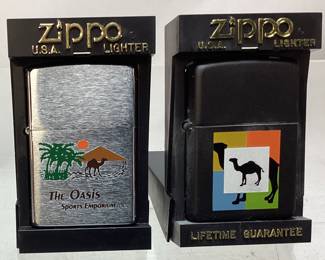 zippo
U.S.A. LIGHTER
The Oasis
Sports Emporium
zippo
U.S.A. LIGHTER
LIFETIME GUARANTEE